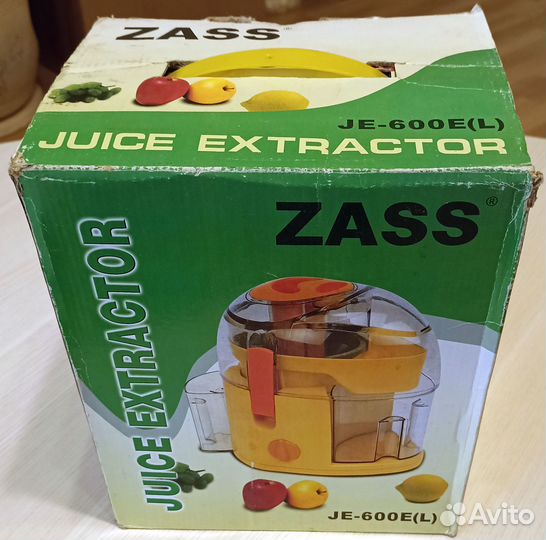 ZASS®
JE-600E(L)
JUICE EXTRACTOR
ZASS®
JUICE EXTRACTOR
JE-600E(L)
Avito